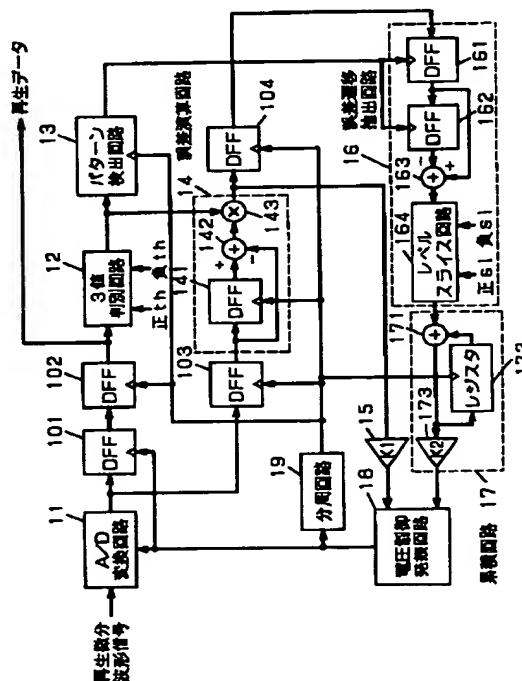 再生微分
波形信号
11
A/D
変換回路
101
DFF
102
DFF
再生データ
12
3値
判別回路
正th 負th
13
パターン
検出回路
103
DFF
14
誤差演算回路
141
DFF
142
+
+
-
143
×
104
DFF
16
誤差遷移
抽出回路
DFF
161
DFF
162
163
+
-
+
164
レベル
スライス回路
正sl 負sl
171
+
レジスタ
172
173
K2
17
累積回路
15
K1
18
電圧制御
発振回路
19
分周回路